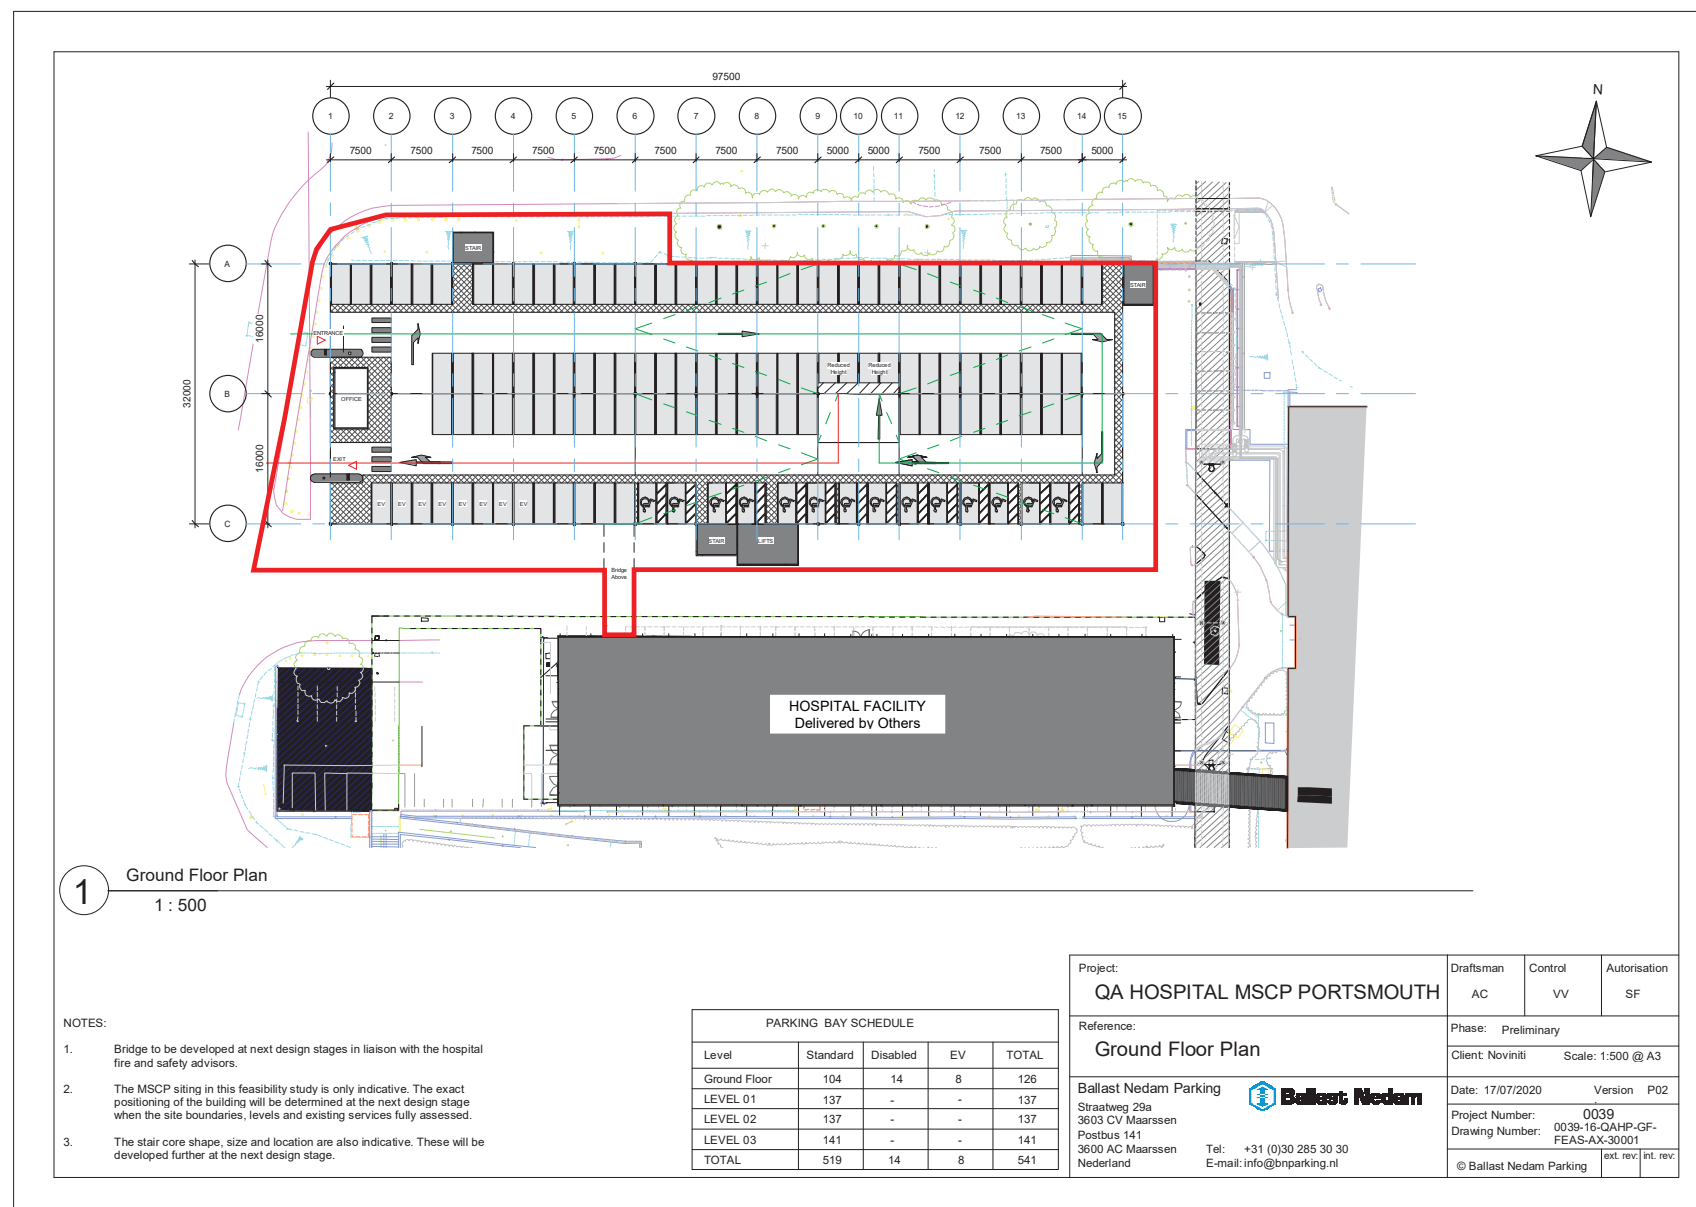 97500
N
1 2 3 4 5 6 7 8 9 10 11 12 13 14 15
7500 7500 7500 7500 7500 7500 7500 7500 5000 5000 7500 7500 7500 5000
STAIR
A
STAIR
ENTRANCE
16000
Reduced Height
Reduced Height
32000
B
OFFICE
16000
EXIT
EV EV EV EV EV EV EV EV
C
STAIR
LIFTS
Bridge
Above
HOSPITAL FACILITY
Delivered by Others
1
Ground Floor Plan
1 : 500
NOTES:
1. Bridge to be developed at next design stages in liaison with the hospital
fire and safety advisors.
2. The MSCP siting in this feasibility study is only indicative. The exact
positioning of the building will be determined at the next design stage
when the site boundaries, levels and existing services fully assessed.
3. The stair core shape, size and location are also indicative. These will be
developed further at the next design stage.
PARKING BAY SCHEDULE
Level Standard Disabled EV TOTAL
Ground Floor 104 14 8 126
LEVEL 01 137 - - 137
LEVEL 02 137 - - 137
LEVEL 03 141 - - 141
TOTAL 519 14 8 541
Project:
QA HOSPITAL MSCP PORTSMOUTH
Draftsman Control Autorisation
AC VV SF
Reference:
Ground Floor Plan
Phase: Preliminary
Client: Noviniti Scale: 1:500 @ A3
Ballast Nedam Parking
Ballast Nedam
Straatweg 29a
3603 CV Maarssen
Postbus 141
3600 AC Maarssen
Nederland
Tel: +31 (0)30 285 30 30
E-mail: info@bnparking.nl
Date: 17/07/2020 Version P02
Project Number: 0039
Drawing Number: 0039-16-QAHP-GF-
FEAS-AX-30001
© Ballast Nedam Parking
ext. rev: int. rev: